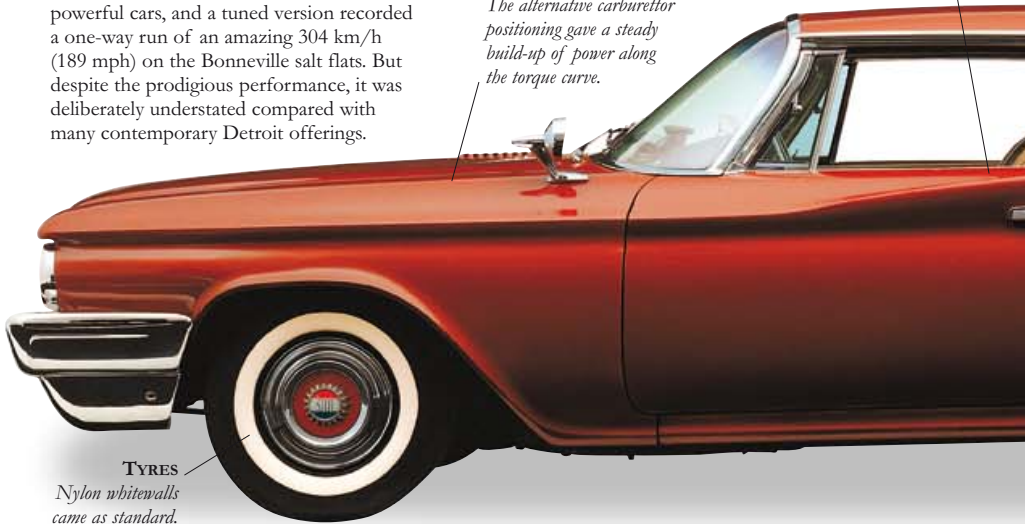 powerful cars, and a tuned version recorded
a one-way run of an amazing 304 km/h
(189 mph) on the Bonneville salt flats. But
despite the prodigious performance, it was
deliberately understated compared with
many contemporary Detroit offerings.
The alternative carburettor
positioning gave a steady
build-up of power along
the torque curve.
TYRES
Nylon whitewalls
came as standard.